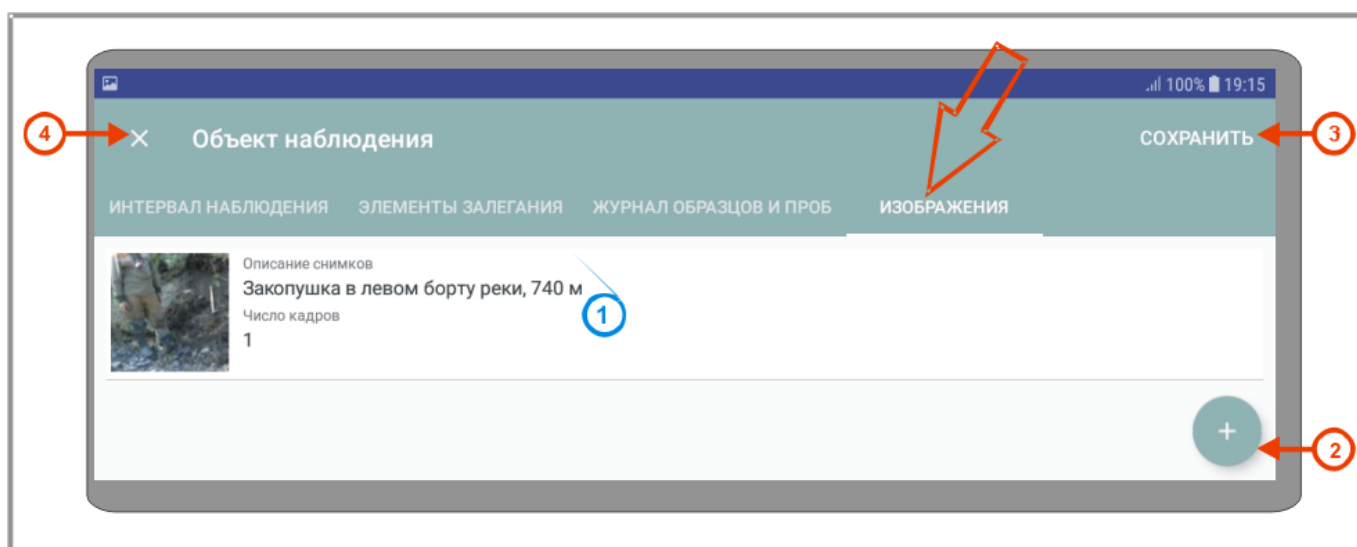 100% 19:15
4
Объект наблюдения
СОХРАНИТЬ
3
ИНТЕРВАЛ НАБЛЮДЕНИЯ ЭЛЕМЕНТЫ ЗАЛЕГАНИЯ ЖУРНАЛ ОБРАЗЦОВ И ПРОБ ИЗОБРАЖЕНИЯ
Описание снимков
Закопушка в левом борту реки, 740 м
1
Число кадров
1
+
2